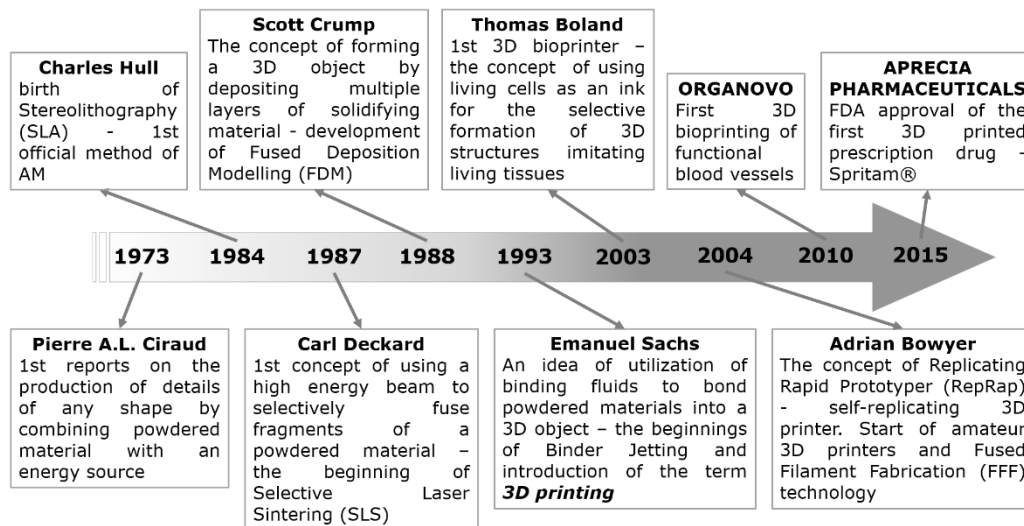 Charles Hull
birth of
Stereolithography
(SLA) - 1st
official method of
AM
Scott Crump
The concept of forming
a 3D object by
depositing multiple
layers of solidifying
material - development
of Fused Deposition
Modelling (FDM)
Thomas Boland
1st 3D bioprinter –
the concept of using
living cells as an ink
for the selective
formation of 3D
structures imitating
living tissues
ORGANOVO
First 3D
bioprinting of
functional
blood vessels
APRECIA
PHARMACEUTICALS
FDA approval of the
first 3D printed
prescription drug -
Spritam®
1973 1984 1987 1988 1993 2003 2004 2010 2015
Pierre A.L. Ciraud
1st reports on the
production of details
of any shape by
combining powdered
material with an
energy source
Carl Deckard
1st concept of using a
high energy beam to
selectively fuse
fragments of a
powdered material –
the beginning of
Selective Laser
Sintering (SLS)
Emanuel Sachs
An idea of utilization of
binding fluids to bond
powdered materials into a
3D object – the beginnings
of Binder Jetting and
introduction of the term
3D printing
Adrian Bowyer
The concept of Replicating
Rapid Prototyper (RepRap)
- self-replicating 3D
printer. Start of amateur
3D printers and Fused
Filament Fabrication (FFF)
technology